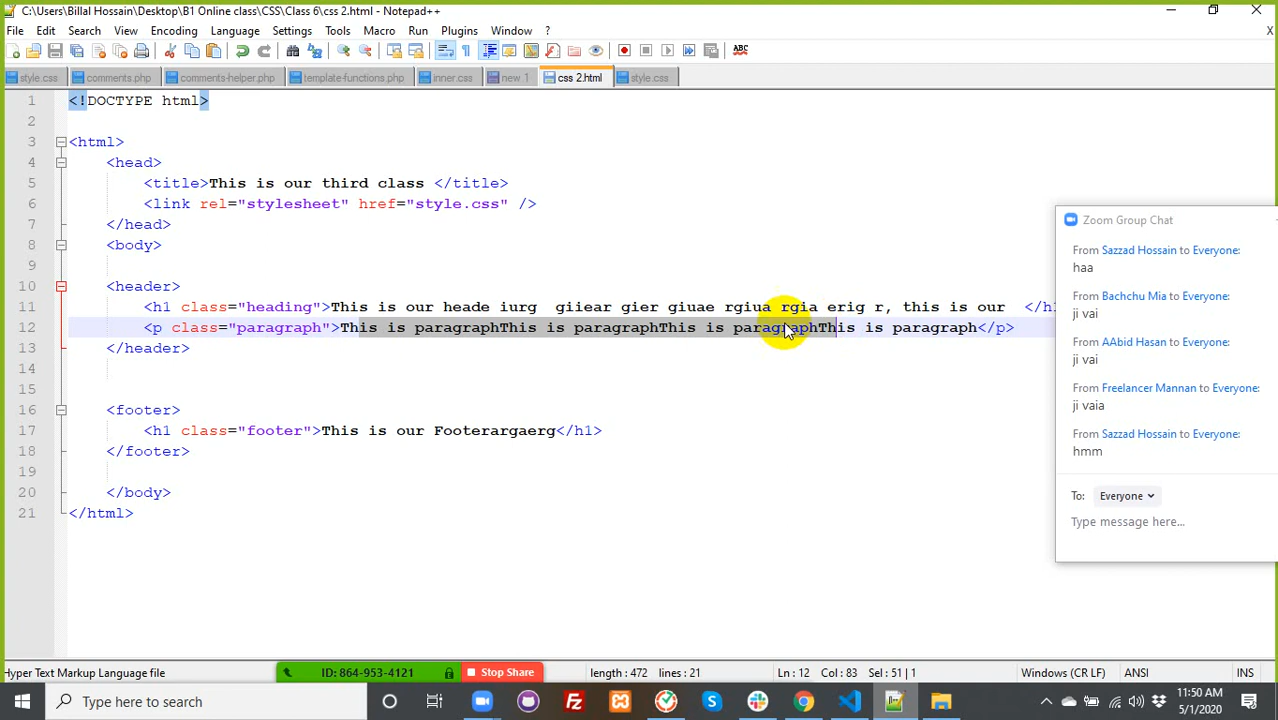 C:\Users\Billal Hossain\Desktop\B1 Online class\CSS\Class 6\css 2.html - Notepad++
File Edit Search View Encoding Language Settings Tools Macro Run Plugins Window ? X
ABC
style.css comments.php comments-helper.php template-functions.php inner.css new 1 css 2.html style.css
1 <!DOCTYPE html>
2
3 <html>
4 <head>
5 <title>This is our third class </title>
6 <link rel="stylesheet" href="style.css" />
7 </head>
8 <body>
9
10 <header>
11 <h1 class="heading">This is our heade iurg  giiear gier giuae rgiua rgia erig r, this is our  </h1
12 <p class="paragraph">This is paragraphThis is paragraphThis is paragraphThis is paragraph</p>
13 </header>
14
15
16 <footer>
17 <h1 class="footer">This is our Footerargaerg</h1>
18 </footer>
19
20 </body>
21 </html>
Zoom Group Chat
From Sazzad Hossain to Everyone:
haa
From Bachchu Mia to Everyone:
ji vai
From AAbid Hasan to Everyone:
ji vai
From Freelancer Mannan to Everyone:
ji vaia
From Sazzad Hossain to Everyone:
hmm
To: Everyone
Type message here...
Hyper Text Markup Language file ID: 864-953-4121 Stop Share length : 472 lines : 21 Ln : 12 Col : 83 Sel : 51 | 1 Windows (CR LF) ANSI INS
Type here to search
11:50 AM
5/1/2020